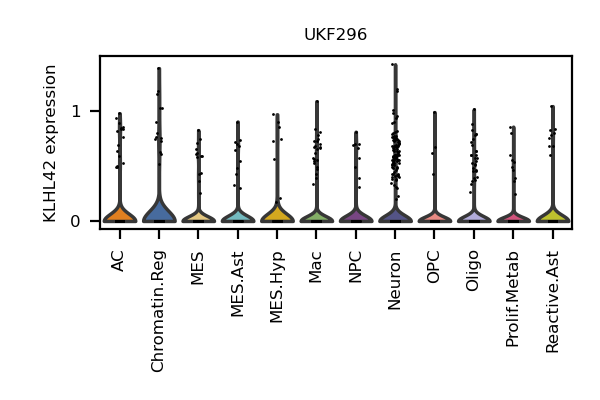 UKF296
KLHL42 expression
1
0
AC
Chromatin.Reg
MES
MES.Ast
MES.Hyp
Mac
NPC
Neuron
OPC
Oligo
Prolif.Metab
Reactive.Ast